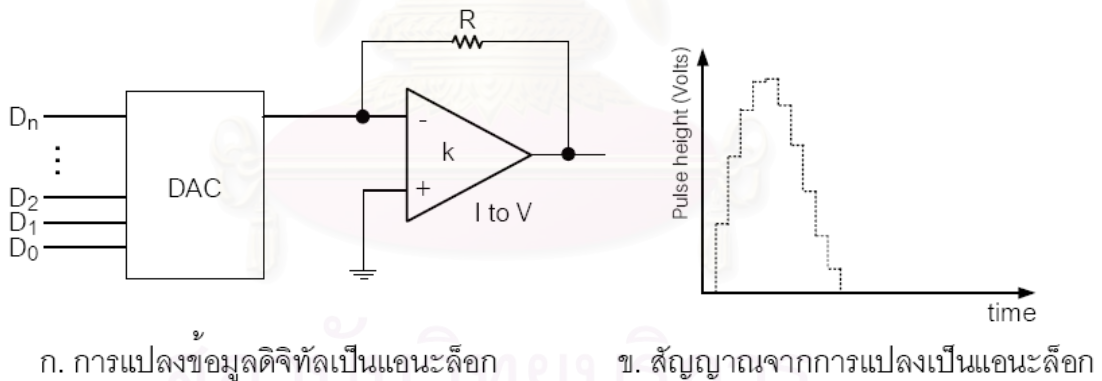 R
Dn
D2
D1
D0
DAC
-
k
+
I to V
Pulse height (Volts)
time
ก. การแปลงข้อมูลดิจิทัลเป็นแอนะล็อก
ข. สัญญาณจากการแปลงเป็นแอนะล็อก